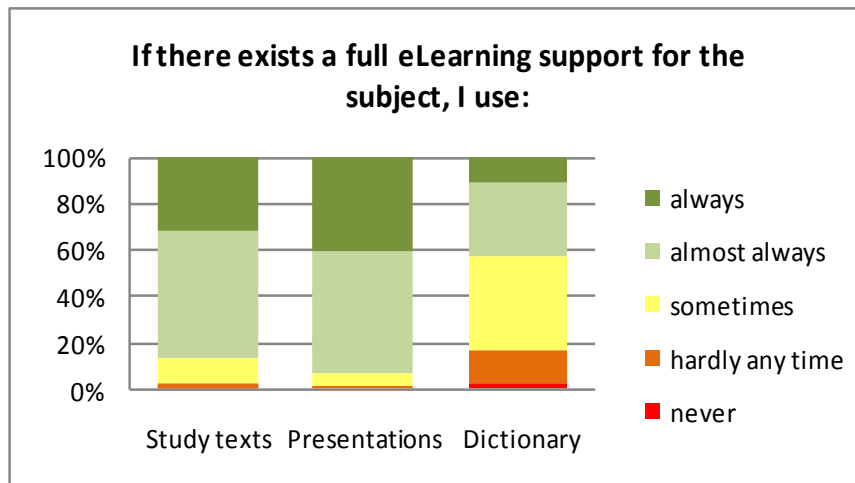 If there exists a full eLearning support for the
subject, I use:
100%
80%
60%
40%
20%
0%
Study texts
Presentations
Dictionary
always
almost always
sometimes
hardly any time
never